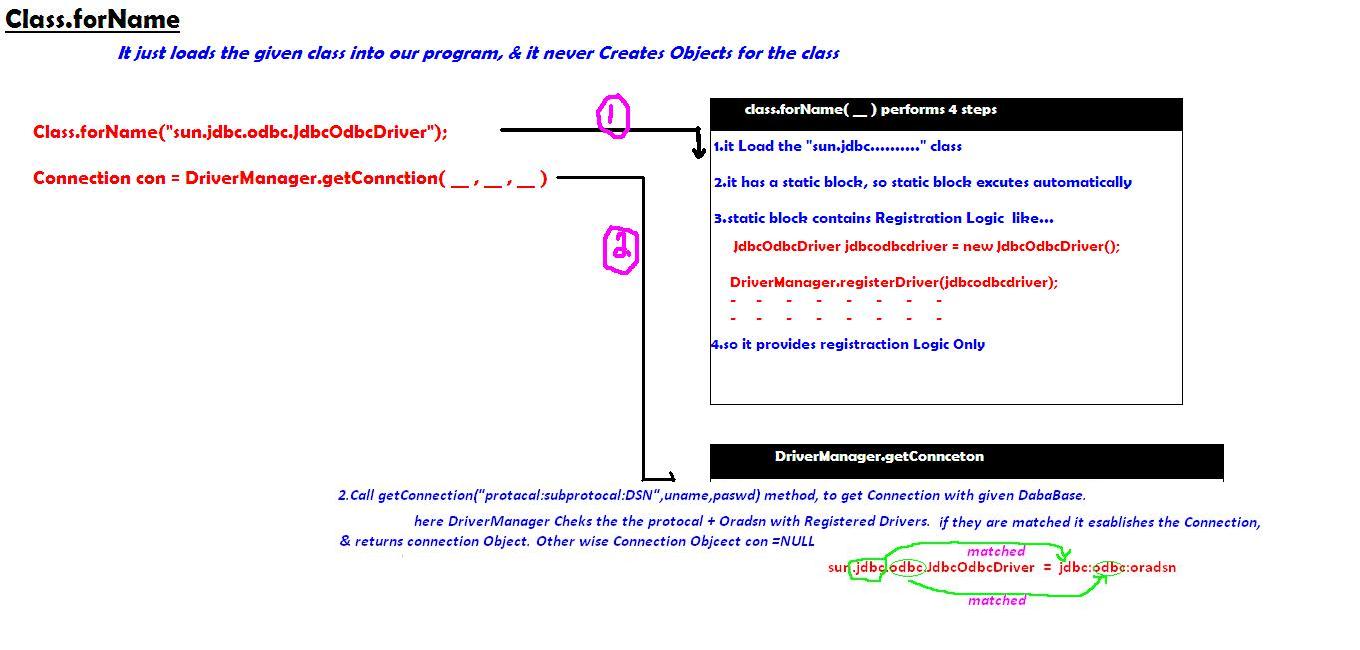 Class.forName
It just loads the given class into our program, & it never Creates Objects for the class
1
class.forName( __ ) performs 4 steps
Class.forName("sun.jdbc.odbc.JdbcOdbcDriver");
1.it Load the "sun.jdbc.........." class
Connection con = DriverManager.getConnction( __ , __ , __ )
2.it has a static block, so static block excutes automatically
3.static block contains Registration Logic like...
2
JdbcOdbcDriver jdbcodbcdriver = new JdbcOdbcDriver();
DriverManager.registerDriver(jdbcodbcdriver);
- - - - - - - -
- - - - - - - -
4.so it provides registraction Logic Only
DriverManager.getConnceton
2.Call getConnection("protacal:subprotocal:DSN",uname,paswd) method, to get Connection with given DabaBase.
here DriverManager Cheks the the protocal + Oradsn with Registered Drivers. if they are matched it esablishes the Connection,
& returns connection Object. Other wise Connection Objcect con =NULL
matched
sun.jdbc.odbc.JdbcOdbcDriver = jdbc:odbc:oradsn
matched